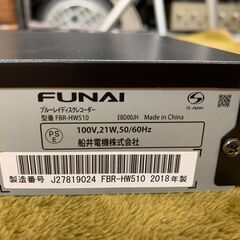 FUNAI
ブルーレイディスクレコーダー
型番 FBR-HW510
UL Japan
EBD00/H Made in China
PS
E
100V,21W,50/60Hz
船井電機株式会社
製造番号 J27819024 FBR-HW510 2018年製